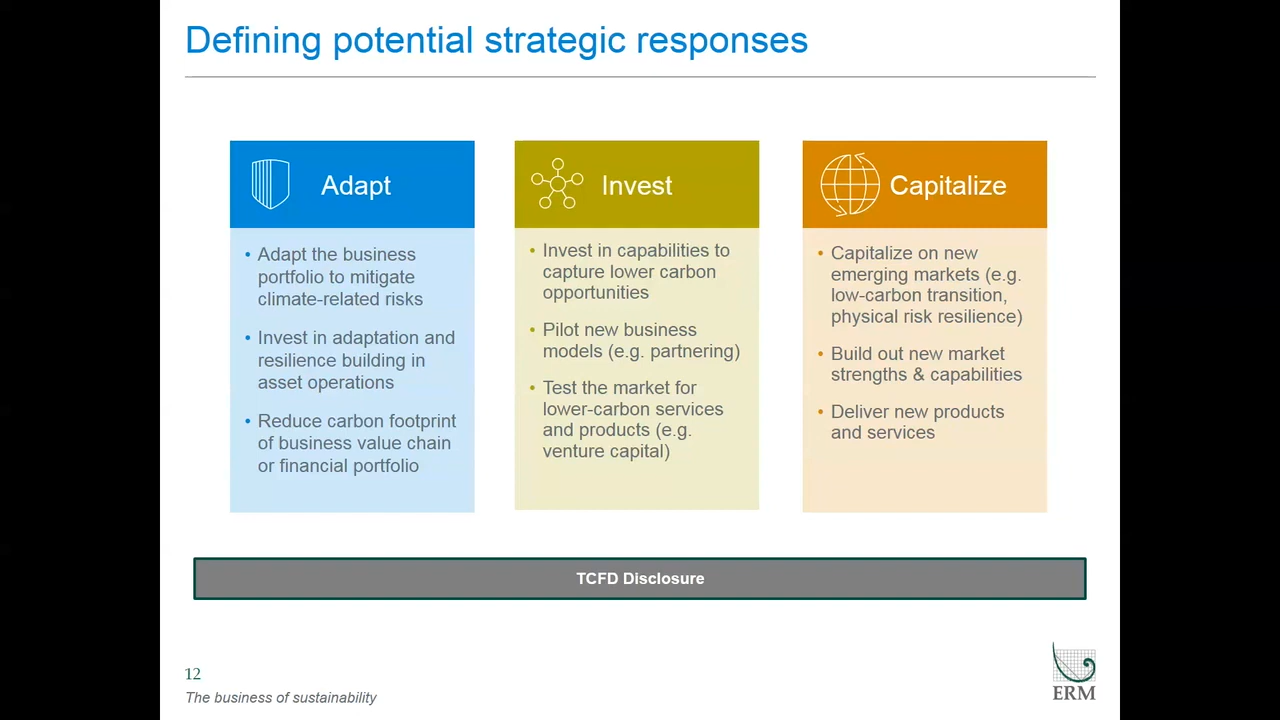 Defining potential strategic responses
Adapt
• Adapt the business
portfolio to mitigate
climate-related risks
• Invest in adaptation and
resilience building in
asset operations
• Reduce carbon footprint
of business value chain
or financial portfolio
Invest
• Invest in capabilities to
capture lower carbon
opportunities
• Pilot new business
models (e.g. partnering)
• Test the market for
lower-carbon services
and products (e.g.
venture capital)
Capitalize
• Capitalize on new
emerging markets (e.g.
low-carbon transition,
physical risk resilience)
• Build out new market
strengths & capabilities
• Deliver new products
and services
TCFD Disclosure
12
The business of sustainability
ERM